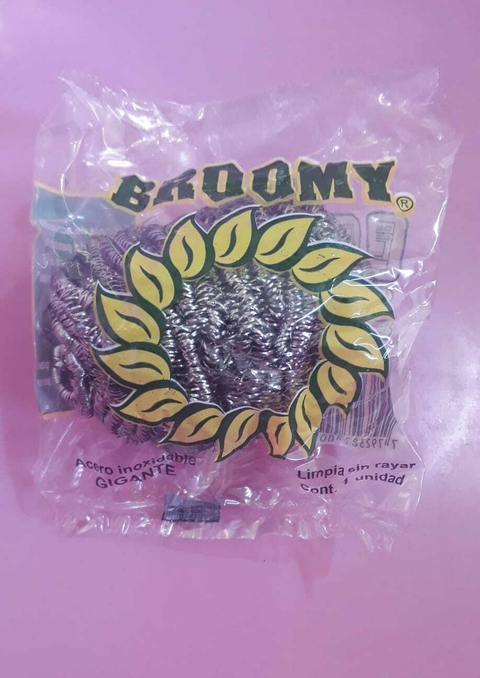 BROOMY
®
Acero inoxidable
GIGANTE
Limpia sin rayar
Cont. 1 unidad